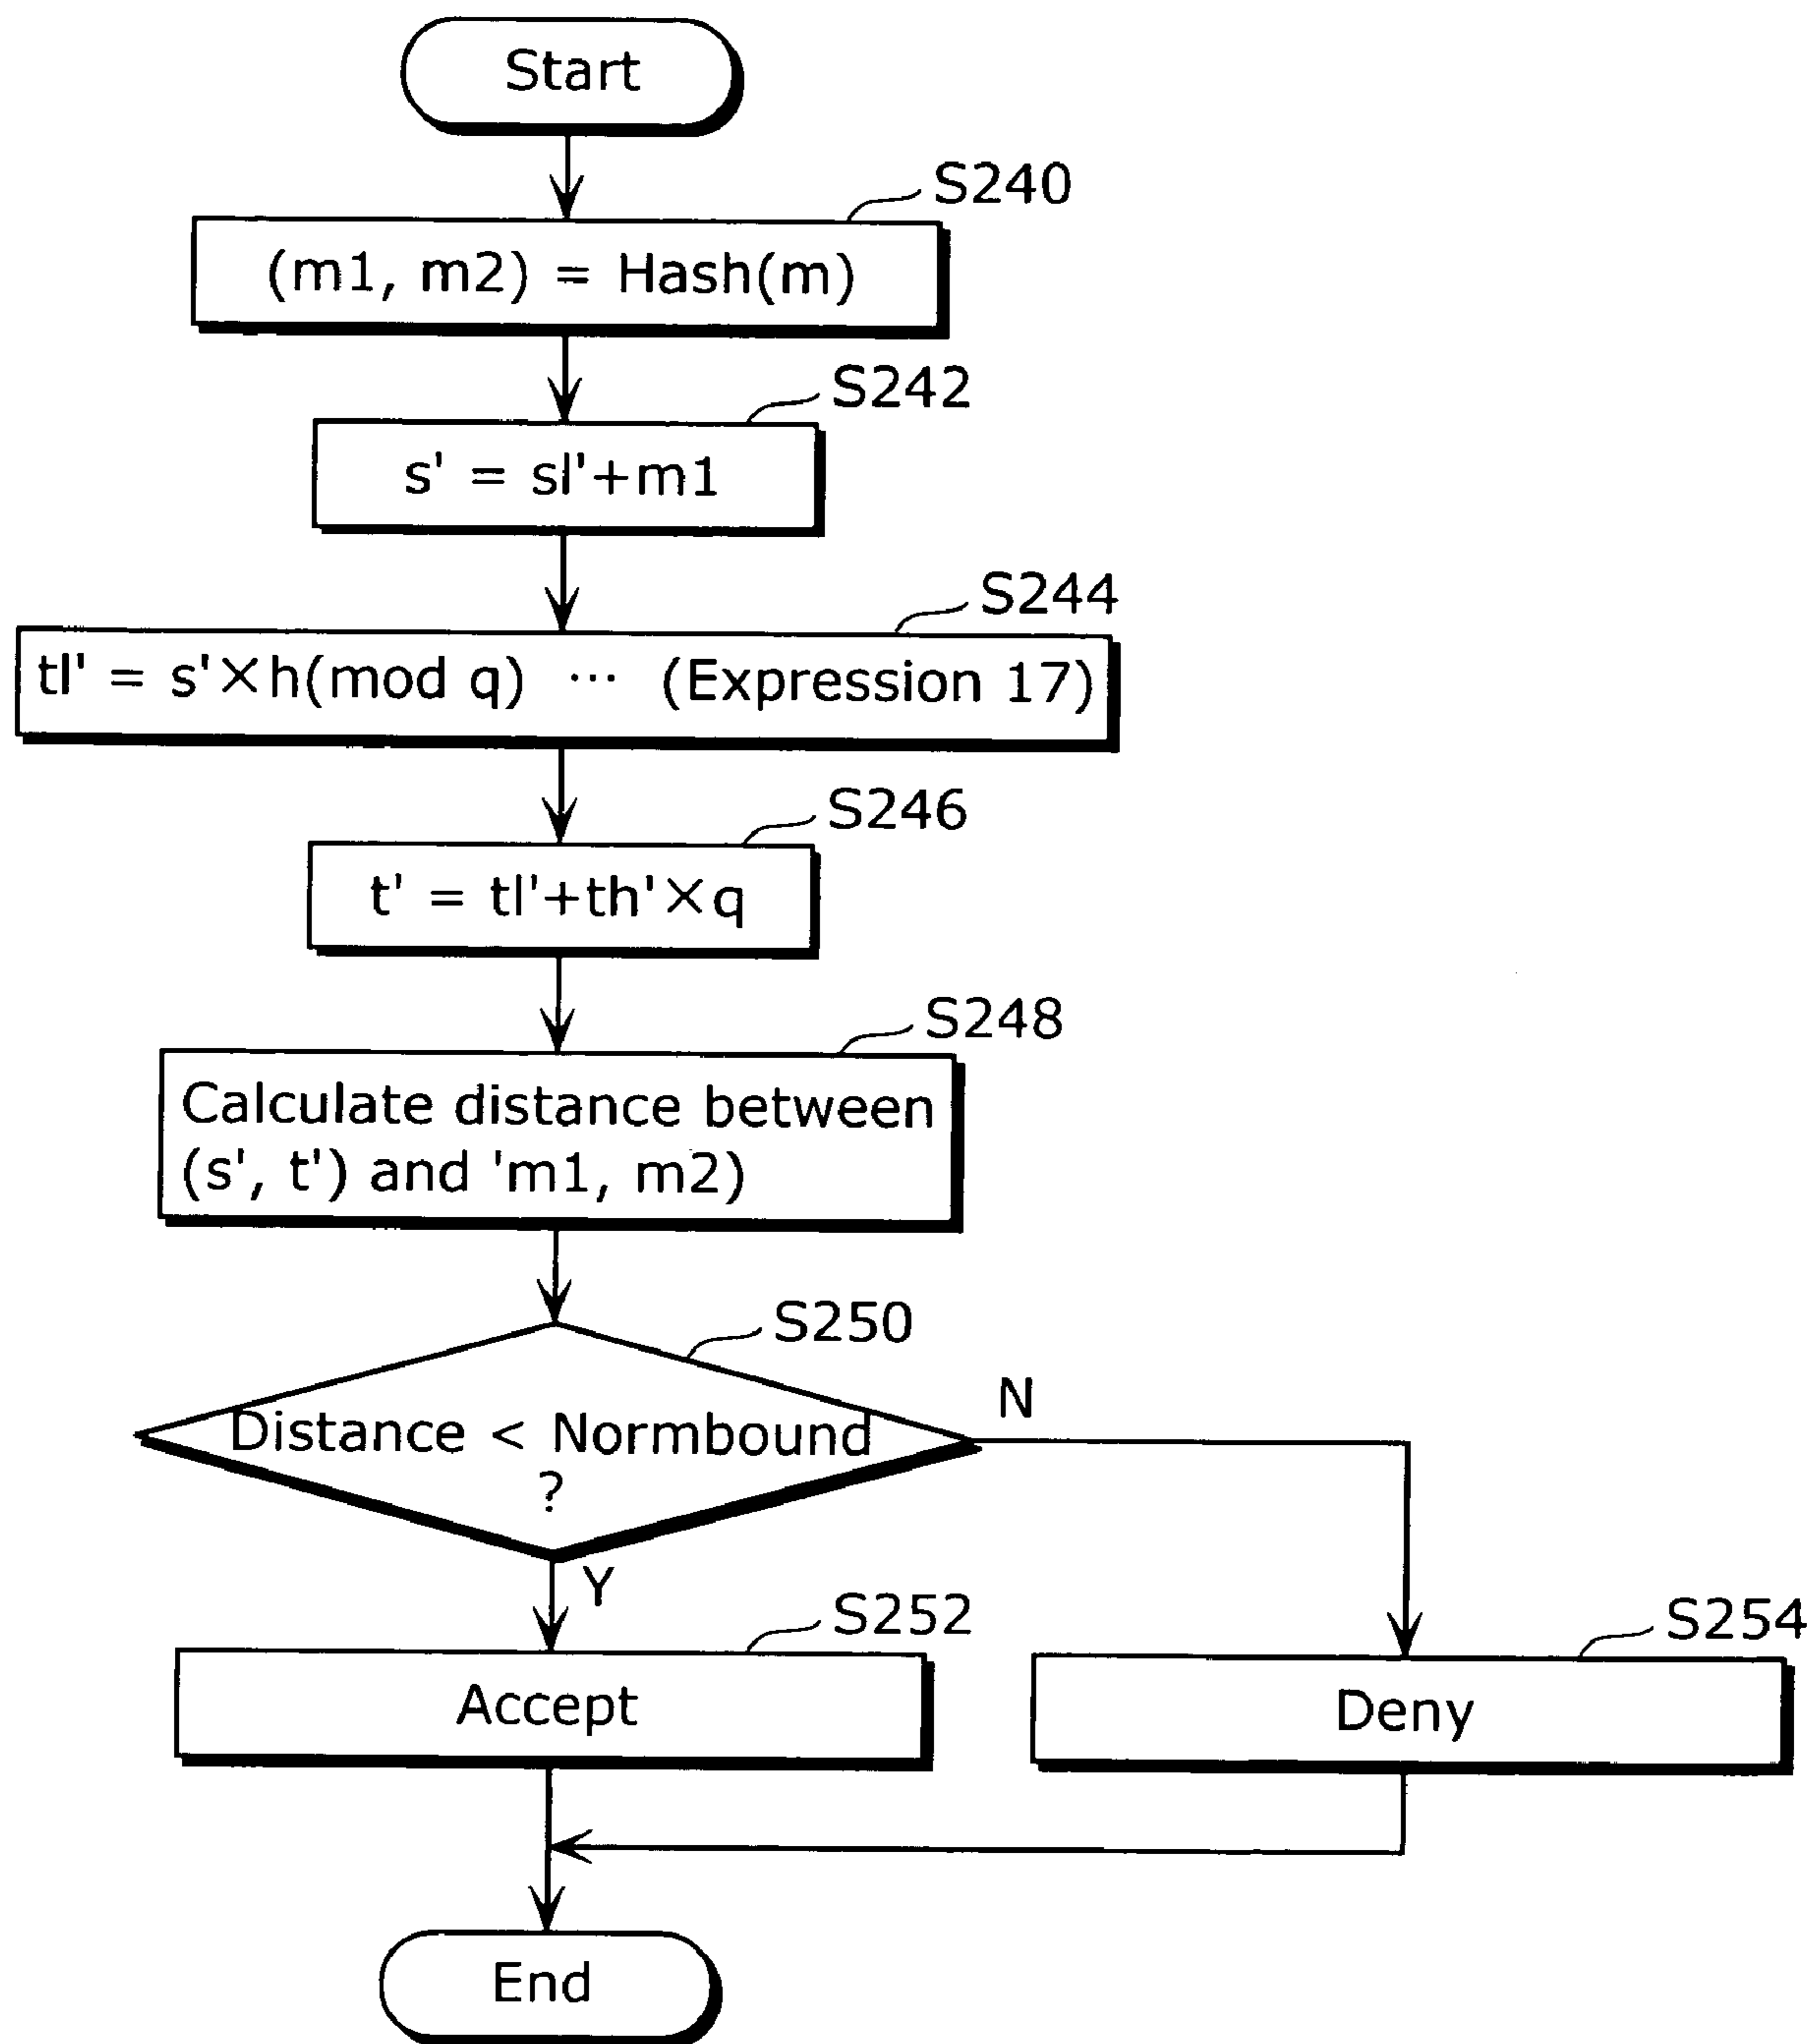 Start
S240
(m1, m2) = Hash(m)
S242
s' = sl'+m1
S244
tl' = s'×h(mod q) ··· (Expression 17)
S246
t' = tl'+th'×q
S248
Calculate distance between
(s', t') and 'm1, m2)
S250
Distance < Normbound
?
N
Y
S252
Accept
S254
Deny
End